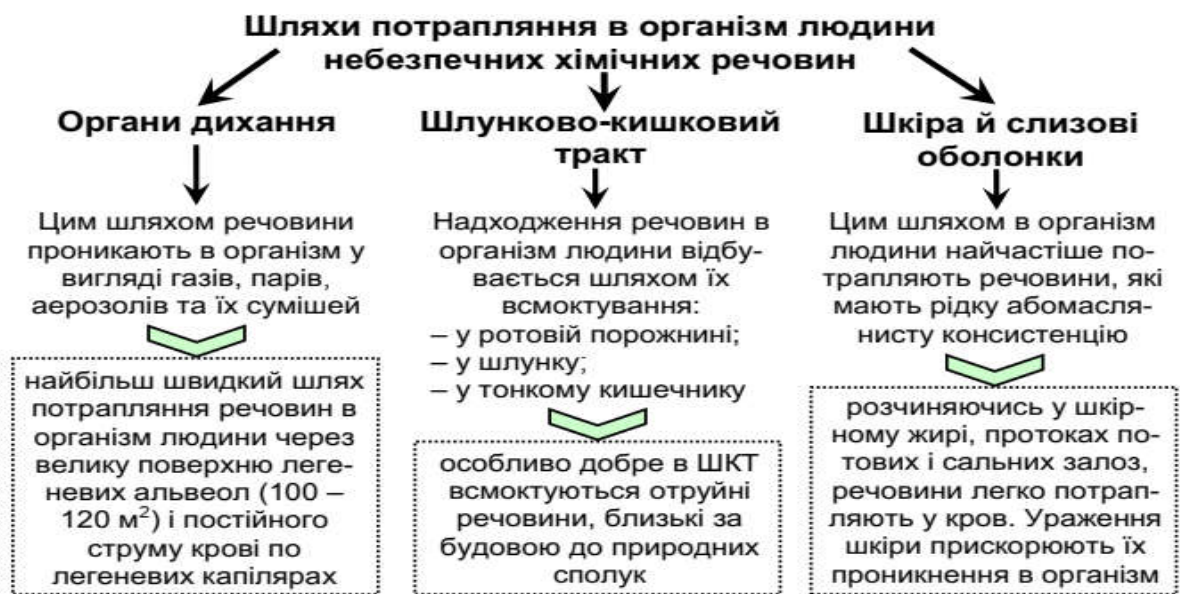 Шляхи потрапляння в організм людини
небезпечних хімічних речовин
Органи дихання
Цим шляхом речовини
проникають в організм у
вигляді газів, парів,
аерозолів та їх сумішей
найбільш швидкий шлях
потрапляння речовин в
організм людини через
велику поверхню леге-
невих альвеол (100 –
120 м²) і постійного
струму крові по
легеневих капілярах
Шлунково-кишковий
тракт
Надходження речовин в
організм людини відбу-
вається шляхом їх
всмоктування:
– у ротовій порожнині;
– у шлунку;
– у тонкому кишечнику
особливо добре в ШКТ
всмоктуються отруйні
речовини, близькі за
будовою до природних
сполук
Шкіра й слизові
оболонки
Цим шляхом в організм
людини найчастіше по-
трапляють речовини, які
мають рідку абомасля-
нисту консистенцію
розчиняючись у шкір-
ному жирі, протоках по-
тових і сальних залоз,
речовини легко потрап-
ляють у кров. Ураження
шкіри прискорюють їх
проникнення в організм